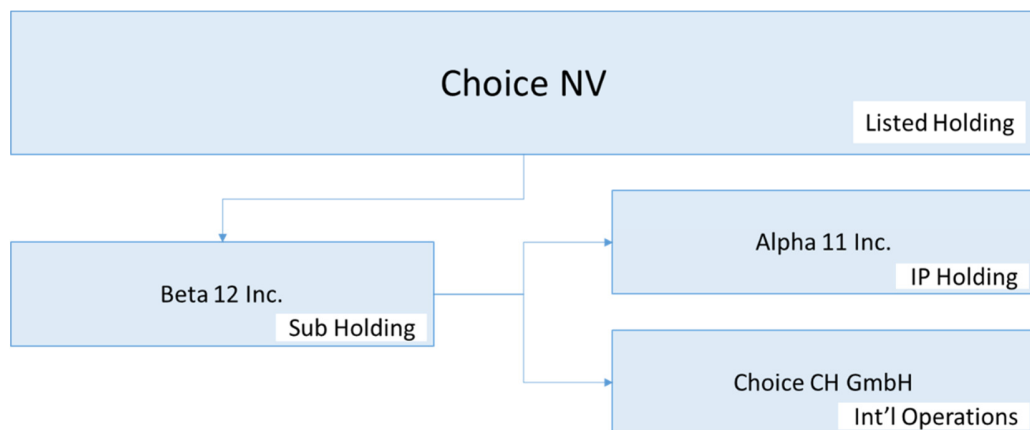 Choice NV
Listed Holding
Alpha 11 Inc.
IP Holding
Beta 12 Inc.
Sub Holding
Choice CH GmbH
Int’l Operations